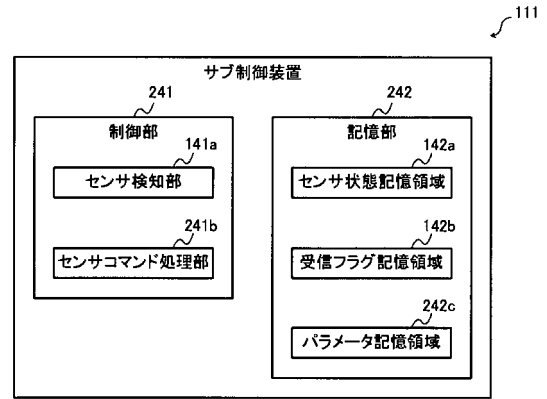 111
サブ制御装置
241
制御部
141a
センサ検知部
241b
センサコマンド処理部
242
記憶部
142a
センサ状態記憶領域
142b
受信フラグ記憶領域
242c
パラメータ記憶領域